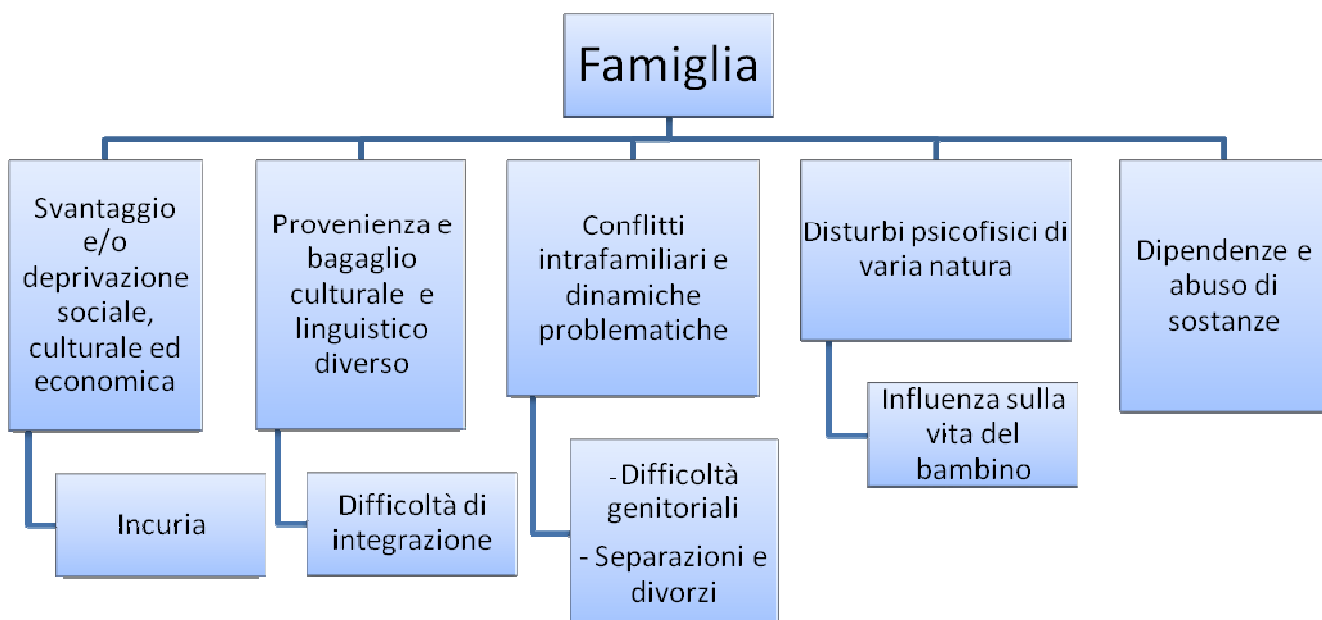 Famiglia
Svantaggio
e/o
deprivazione
sociale,
culturale ed
economica
Provenienza e
bagaglio
culturale e
linguistico
diverso
Conflitti
intrafamiliari e
dinamiche
problematiche
Disturbi psicofisici di
varia natura
Dipendenze e
abuso di
sostanze
Incuria
Difficoltà di
integrazione
- Difficoltà
genitoriali
- Separazioni e
divorzi
Influenza sulla
vita del
bambino